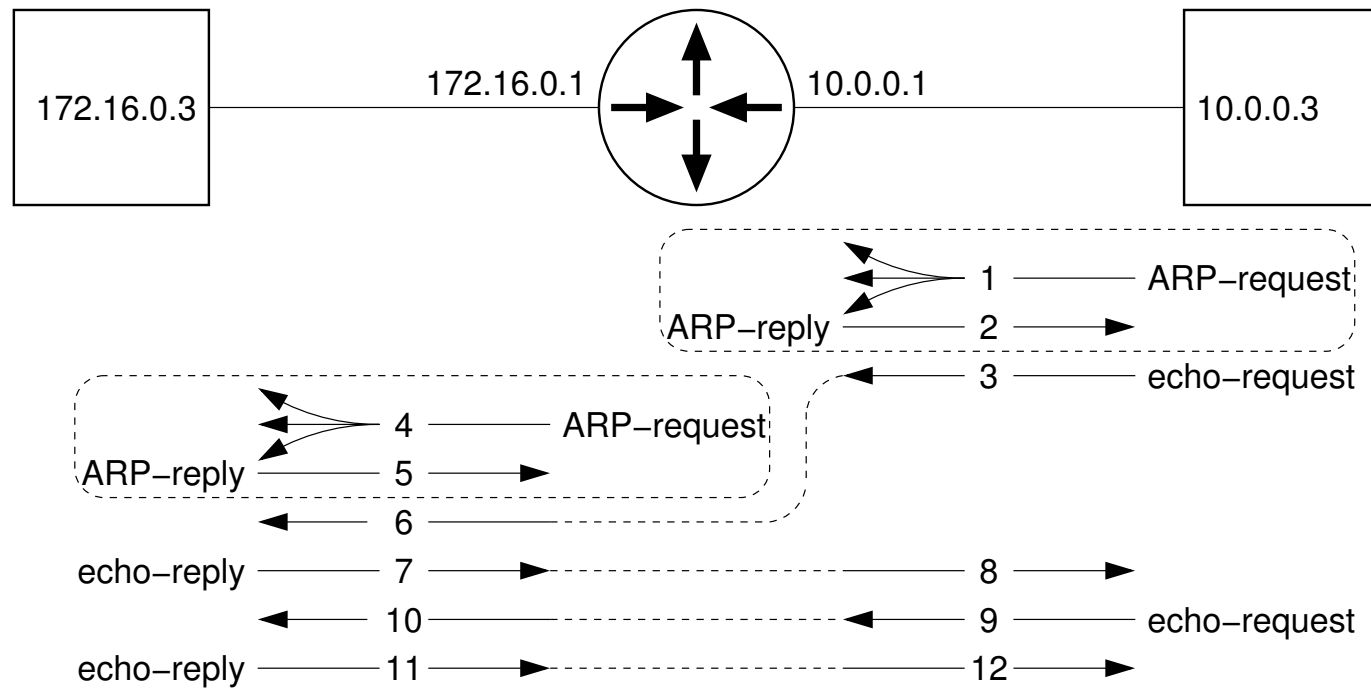 172.16.0.3 172.16.0.1 10.0.0.1 10.0.0.3
1 ARP−request
ARP−reply 2
3 echo−request
4 ARP−request
ARP−reply 5
6
echo−reply 7 8
10 9 echo−request
echo−reply 11 12